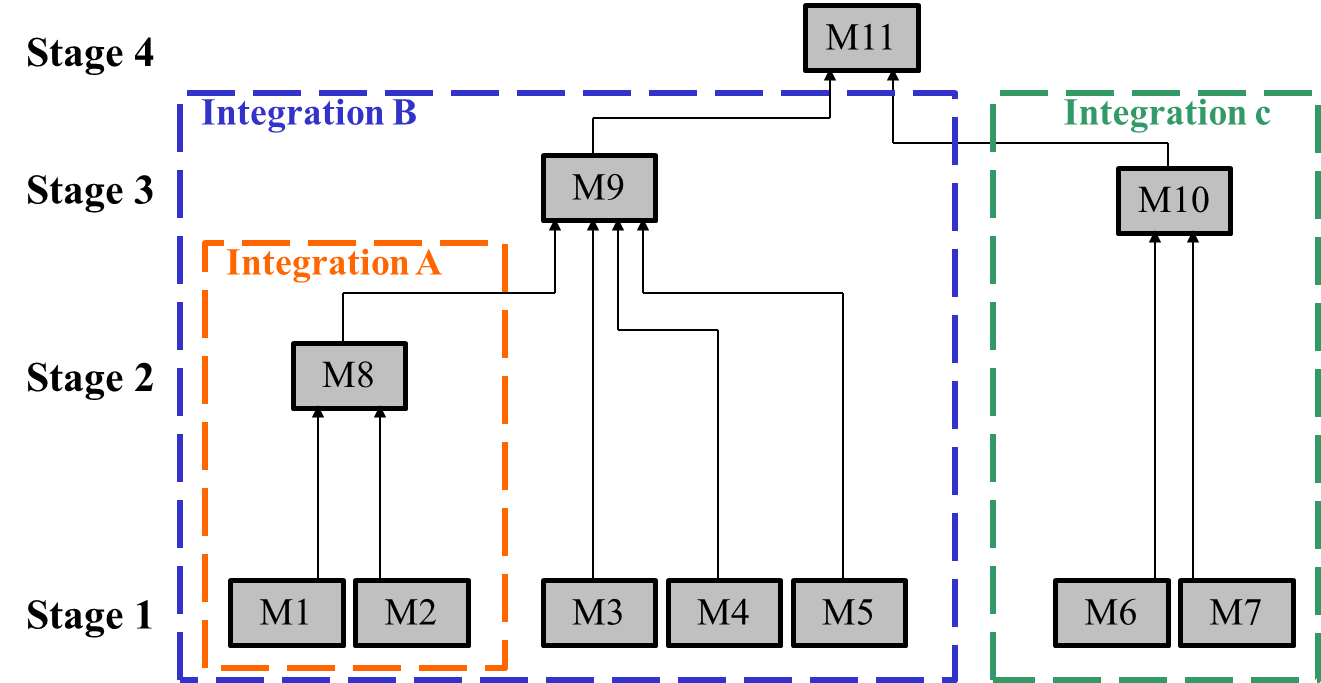 Stage 4
M11
Integration B
Integration c
Stage 3
M9
M10
Integration A
Stage 2
M8
Stage 1
M1
M2
M3
M4
M5
M6
M7